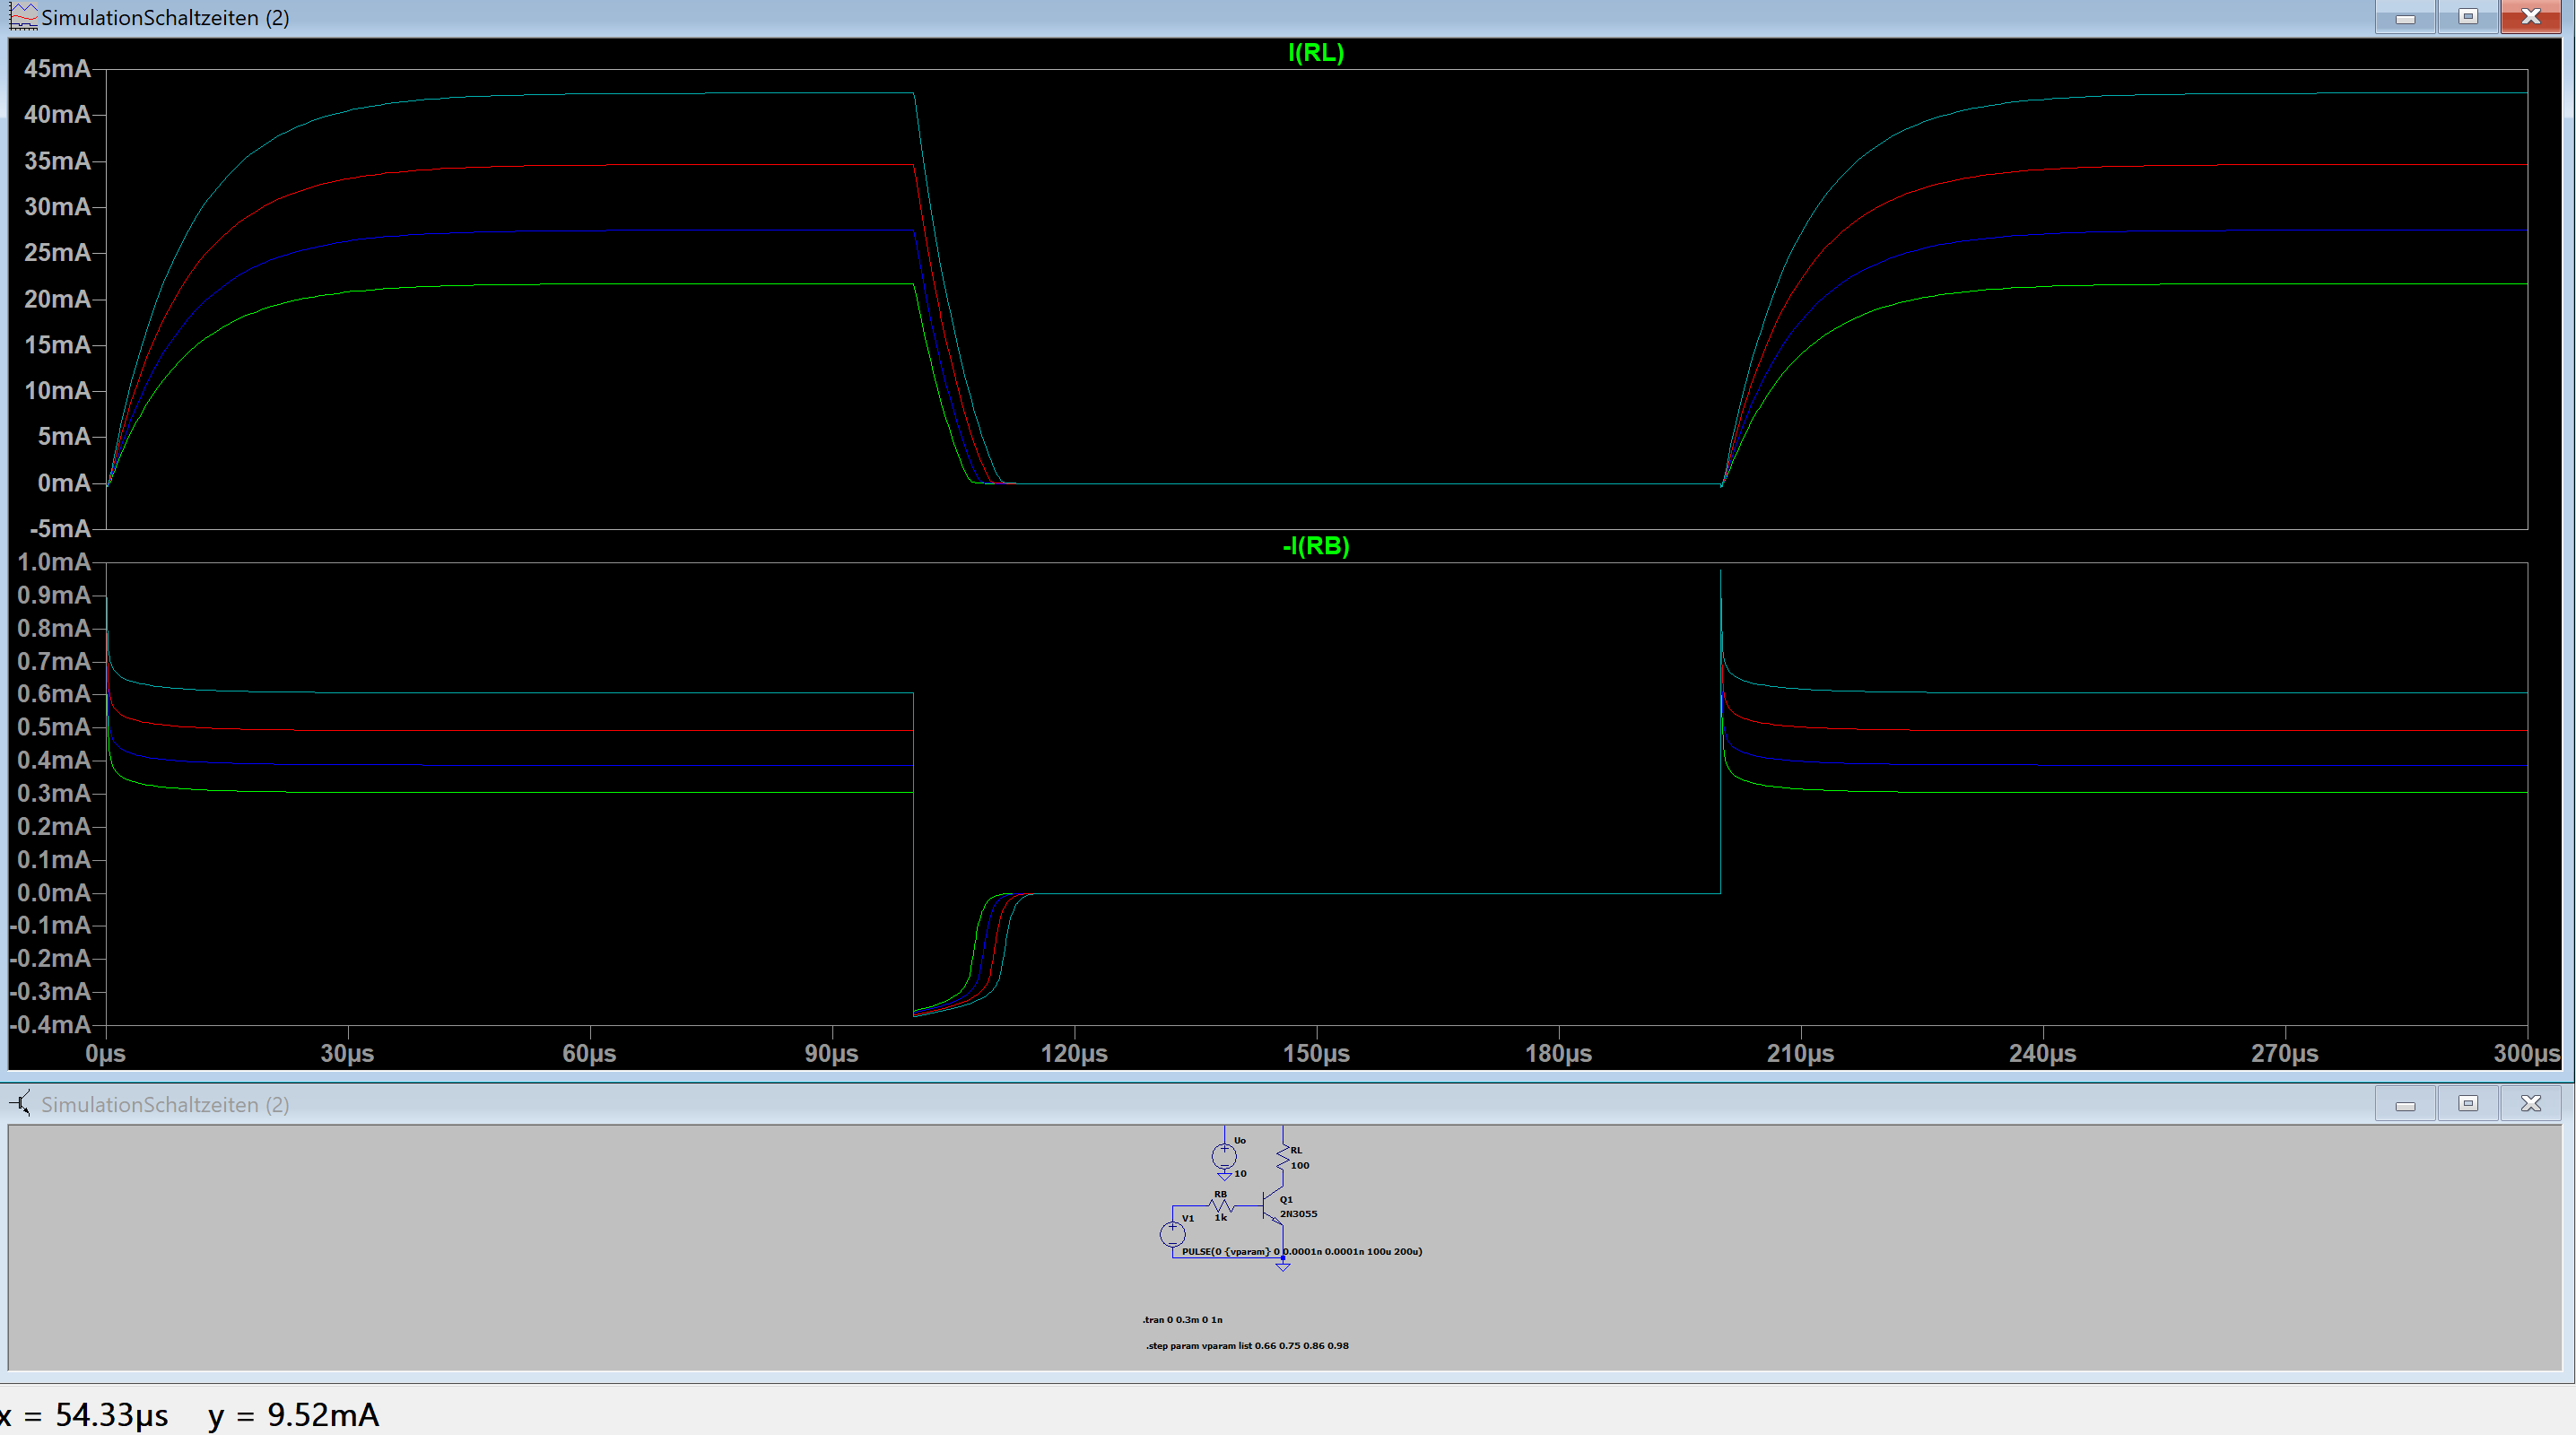 SimulationSchaltzeiten (2)
I(RL)
45mA
40mA
35mA
30mA
25mA
20mA
15mA
10mA
5mA
0mA
-5mA
-I(RB)
1.0mA
0.9mA
0.8mA
0.7mA
0.6mA
0.5mA
0.4mA
0.3mA
0.2mA
0.1mA
0.0mA
-0.1mA
-0.2mA
-0.3mA
-0.4mA
0µs 30µs 60µs 90µs 120µs 150µs 180µs 210µs 240µs 270µs 300µs
SimulationSchaltzeiten (2)
Uo
10
RL
100
RB
1k
Q1
2N3055
V1
PULSE(0 {vparam} 0 0.0001n 0.0001n 100u 200u)
.tran 0 0.3m 0 1n
.step param vparam list 0.66 0.75 0.86 0.98
x = 54.33µs y = 9.52mA